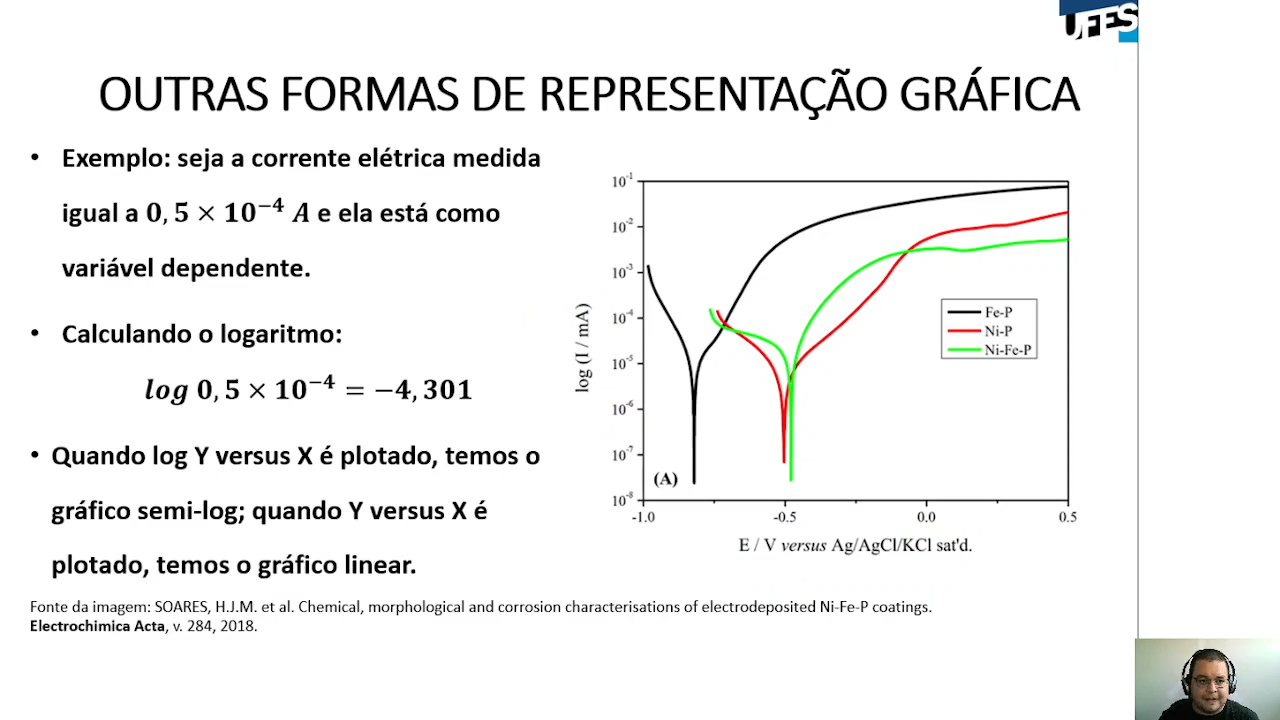 UFES
OUTRAS FORMAS DE REPRESENTAÇÃO GRÁFICA
• Exemplo: seja a corrente elétrica medida
igual a 0,5 × 10⁻⁴ A e ela está como
variável dependente.
• Calculando o logaritmo:
log 0,5 × 10⁻⁴ = −4,301
• Quando log Y versus X é plotado, temos o
gráfico semi-log; quando Y versus X é
plotado, temos o gráfico linear.
log (I / mA)
10⁻¹
10⁻²
10⁻³
10⁻⁴
10⁻⁵
10⁻⁶
10⁻⁷
10⁻⁸
Fe-P
Ni-P
Ni-Fe-P
(A)
-1.0 -0.5 0.0 0.5
E / V versus Ag/AgCl/KCl sat'd.
Fonte da imagem: SOARES, H.J.M. et al. Chemical, morphological and corrosion characterisations of electrodeposited Ni-Fe-P coatings.
Electrochimica Acta, v. 284, 2018.